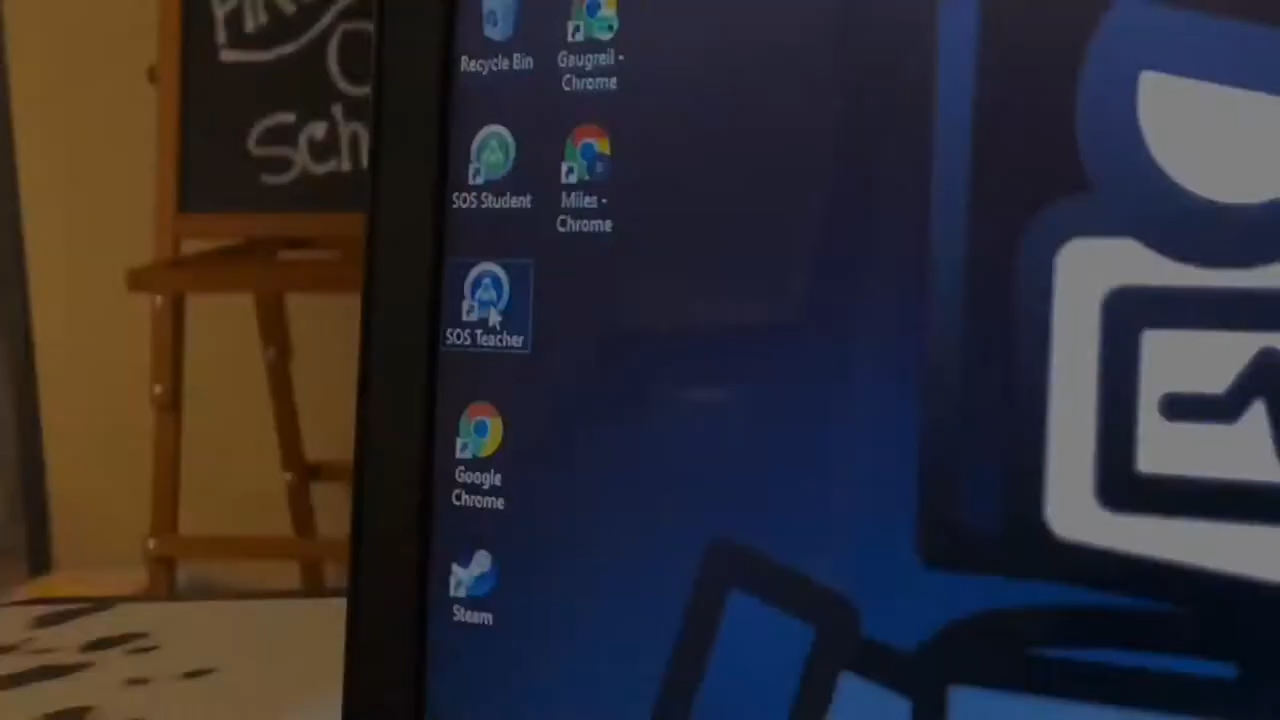 Sch
Recycle Bin
Gaugreil -
Chrome
SOS Student
Miles -
Chrome
SOS Teacher
Google
Chrome
Steam